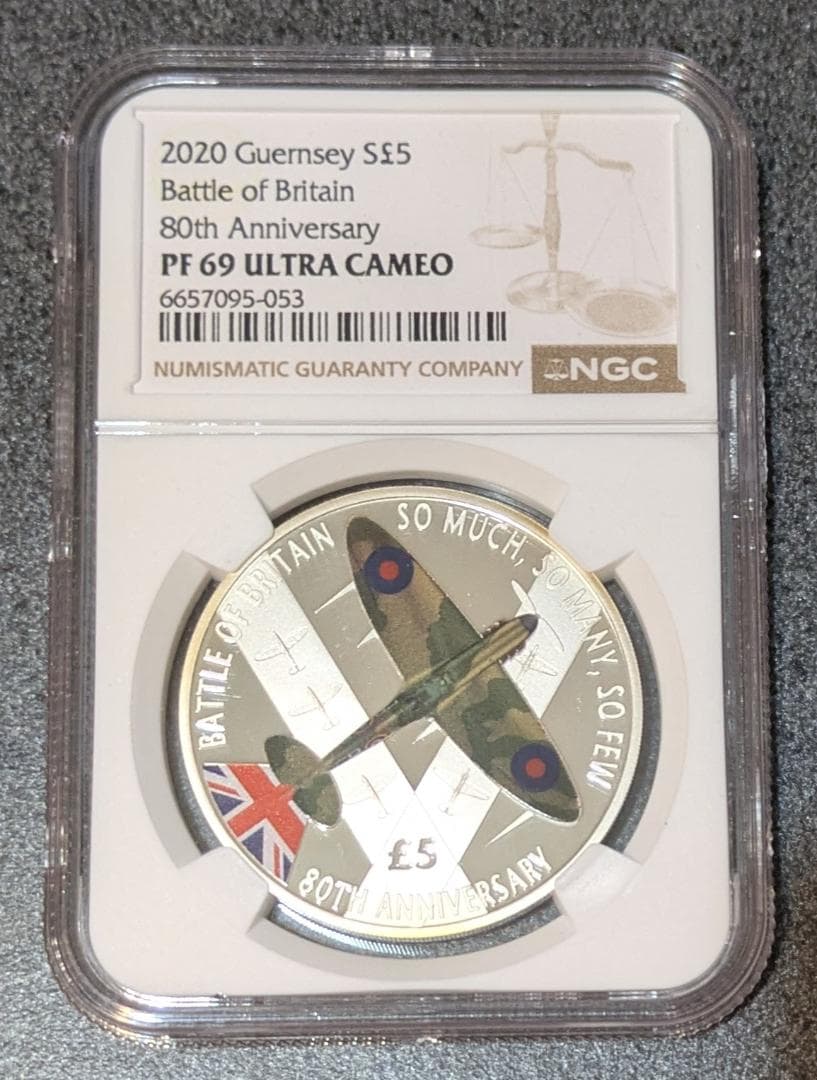 2020 Guernsey S£5
Battle of Britain
80th Anniversary
PF 69 ULTRA CAMEO
6657095-053
NUMISMATIC GUARANTY COMPANY
NGC
BATTLE OF BRITAIN
SO MUCH, SO MANY, SO FEW
£5
80TH ANNIVERSARY